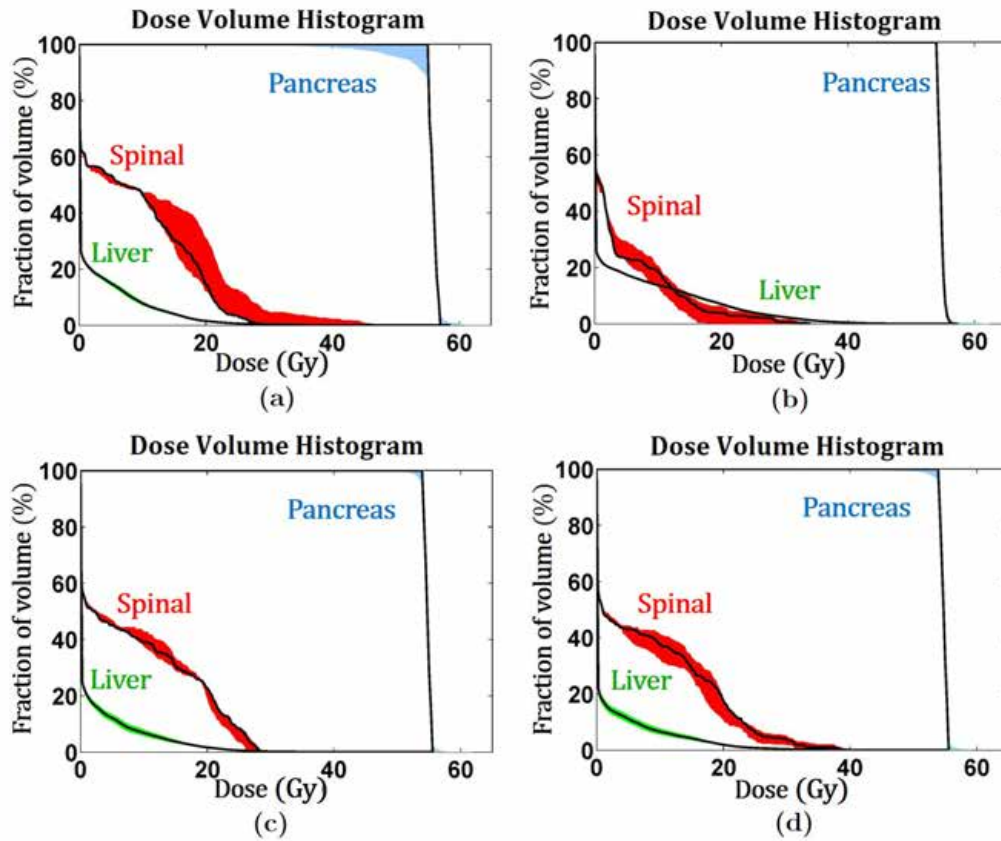 Dose Volume Histogram
Fraction of volume (%)
100
80
60
40
20
0
Pancreas
Spinal
Liver
0 20 40 60
Dose (Gy)
(a)
Dose Volume Histogram
Fraction of volume (%)
100
80
60
40
20
0
Pancreas
Spinal
Liver
0 20 40 60
Dose (Gy)
(b)
Dose Volume Histogram
Fraction of volume (%)
100
80
60
40
20
0
Pancreas
Spinal
Liver
0 20 40 60
Dose (Gy)
(c)
Dose Volume Histogram
Fraction of volume (%)
100
80
60
40
20
0
Pancreas
Spinal
Liver
0 20 40 60
Dose (Gy)
(d)